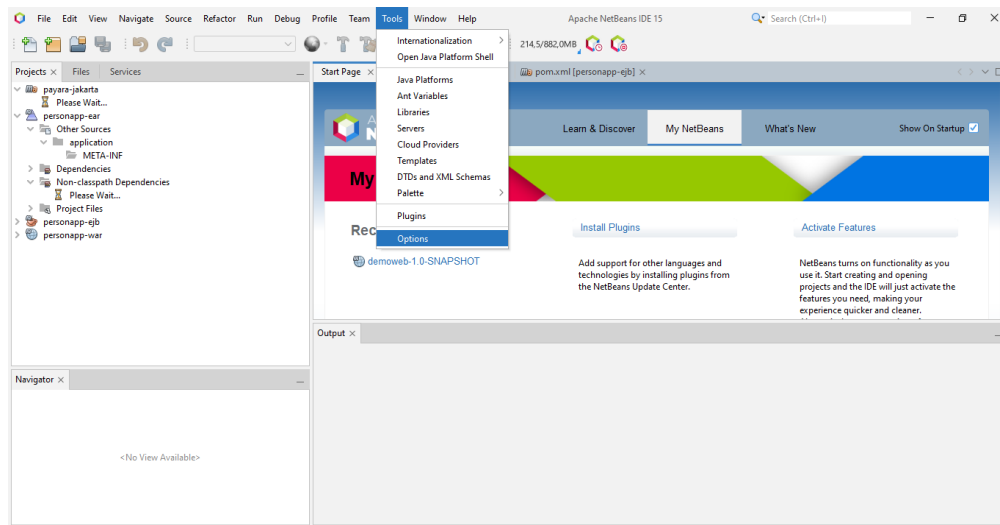 File Edit View Navigate Source Refactor Run Debug Profile Team Tools Window Help Apache NetBeans IDE 15 Search (Ctrl+I)
214,5/882,0MB
Projects Files Services
payara-jakarta
Please Wait...
personapp-ear
Other Sources
application
META-INF
Dependencies
Non-classpath Dependencies
Please Wait...
Project Files
personapp-ejb
personapp-war
Navigator
<No View Available>
Internationalization
Open Java Platform Shell
Java Platforms
Ant Variables
Libraries
Servers
Cloud Providers
Templates
DTDs and XML Schemas
Palette
Plugins
Options
Start Page pom.xml [personapp-ejb]
Learn & Discover My NetBeans What's New Show On Startup
My
Rec
demoweb-1.0-SNAPSHOT
Install Plugins
Add support for other languages and
technologies by installing plugins from
the NetBeans Update Center.
Activate Features
NetBeans turns on functionality as you
use it. Start creating and opening
projects and the IDE will just activate the
features you need, making your
experience quicker and cleaner.
Output